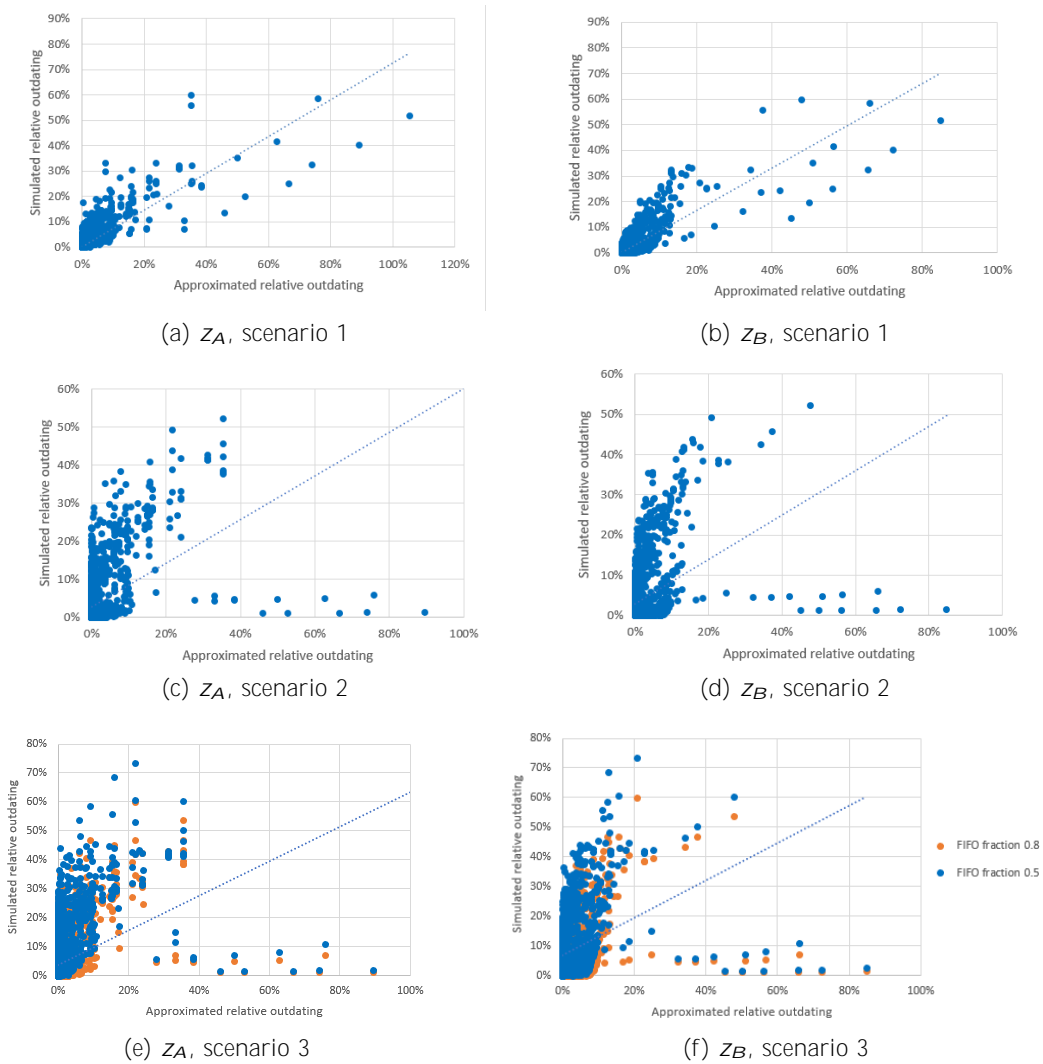 90%
80%
70%
60%
50%
40%
30%
20%
10%
0%
0% 20% 40% 60% 80% 100% 120%
Simulated relative outdating
Approximated relative outdating
(a) zA, scenario 1
90%
80%
70%
60%
50%
40%
30%
20%
10%
0%
0% 20% 40% 60% 80% 100%
Simulated relative outdating
Approximated relative outdating
(b) zB, scenario 1
60%
50%
40%
30%
20%
10%
0%
0% 20% 40% 60% 80% 100%
Simulated relative outdating
Approximated relative outdating
(c) zA, scenario 2
60%
50%
40%
30%
20%
10%
0%
0% 20% 40% 60% 80% 100%
Simulated relative outdating
Approximated relative outdating
(d) zB, scenario 2
80%
70%
60%
50%
40%
30%
20%
10%
0%
0% 20% 40% 60% 80% 100%
Simulated relative outdating
Approximated relative outdating
(e) zA, scenario 3
80%
70%
60%
50%
40%
30%
20%
10%
0%
0% 20% 40% 60% 80% 100%
Simulated relative outdating
Approximated relative outdating
FIFO fraction 0.8
FIFO fraction 0.5
(f) zB, scenario 3